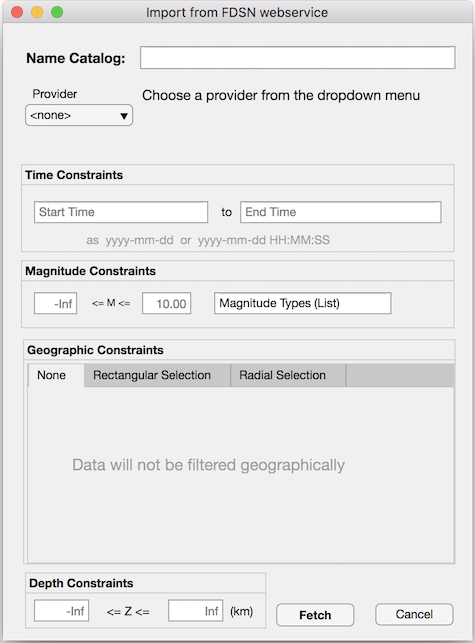 Import from FDSN webservice
Name Catalog:
Provider
Choose a provider from the dropdown menu
<none>
Time Constraints
Start Time to End Time
as yyyy-mm-dd or yyyy-mm-dd HH:MM:SS
Magnitude Constraints
-Inf <= M <= 10.00 Magnitude Types (List)
Geographic Constraints
None Rectangular Selection Radial Selection
Data will not be filtered geographically
Depth Constraints
-Inf <= Z <= Inf (km) Fetch Cancel